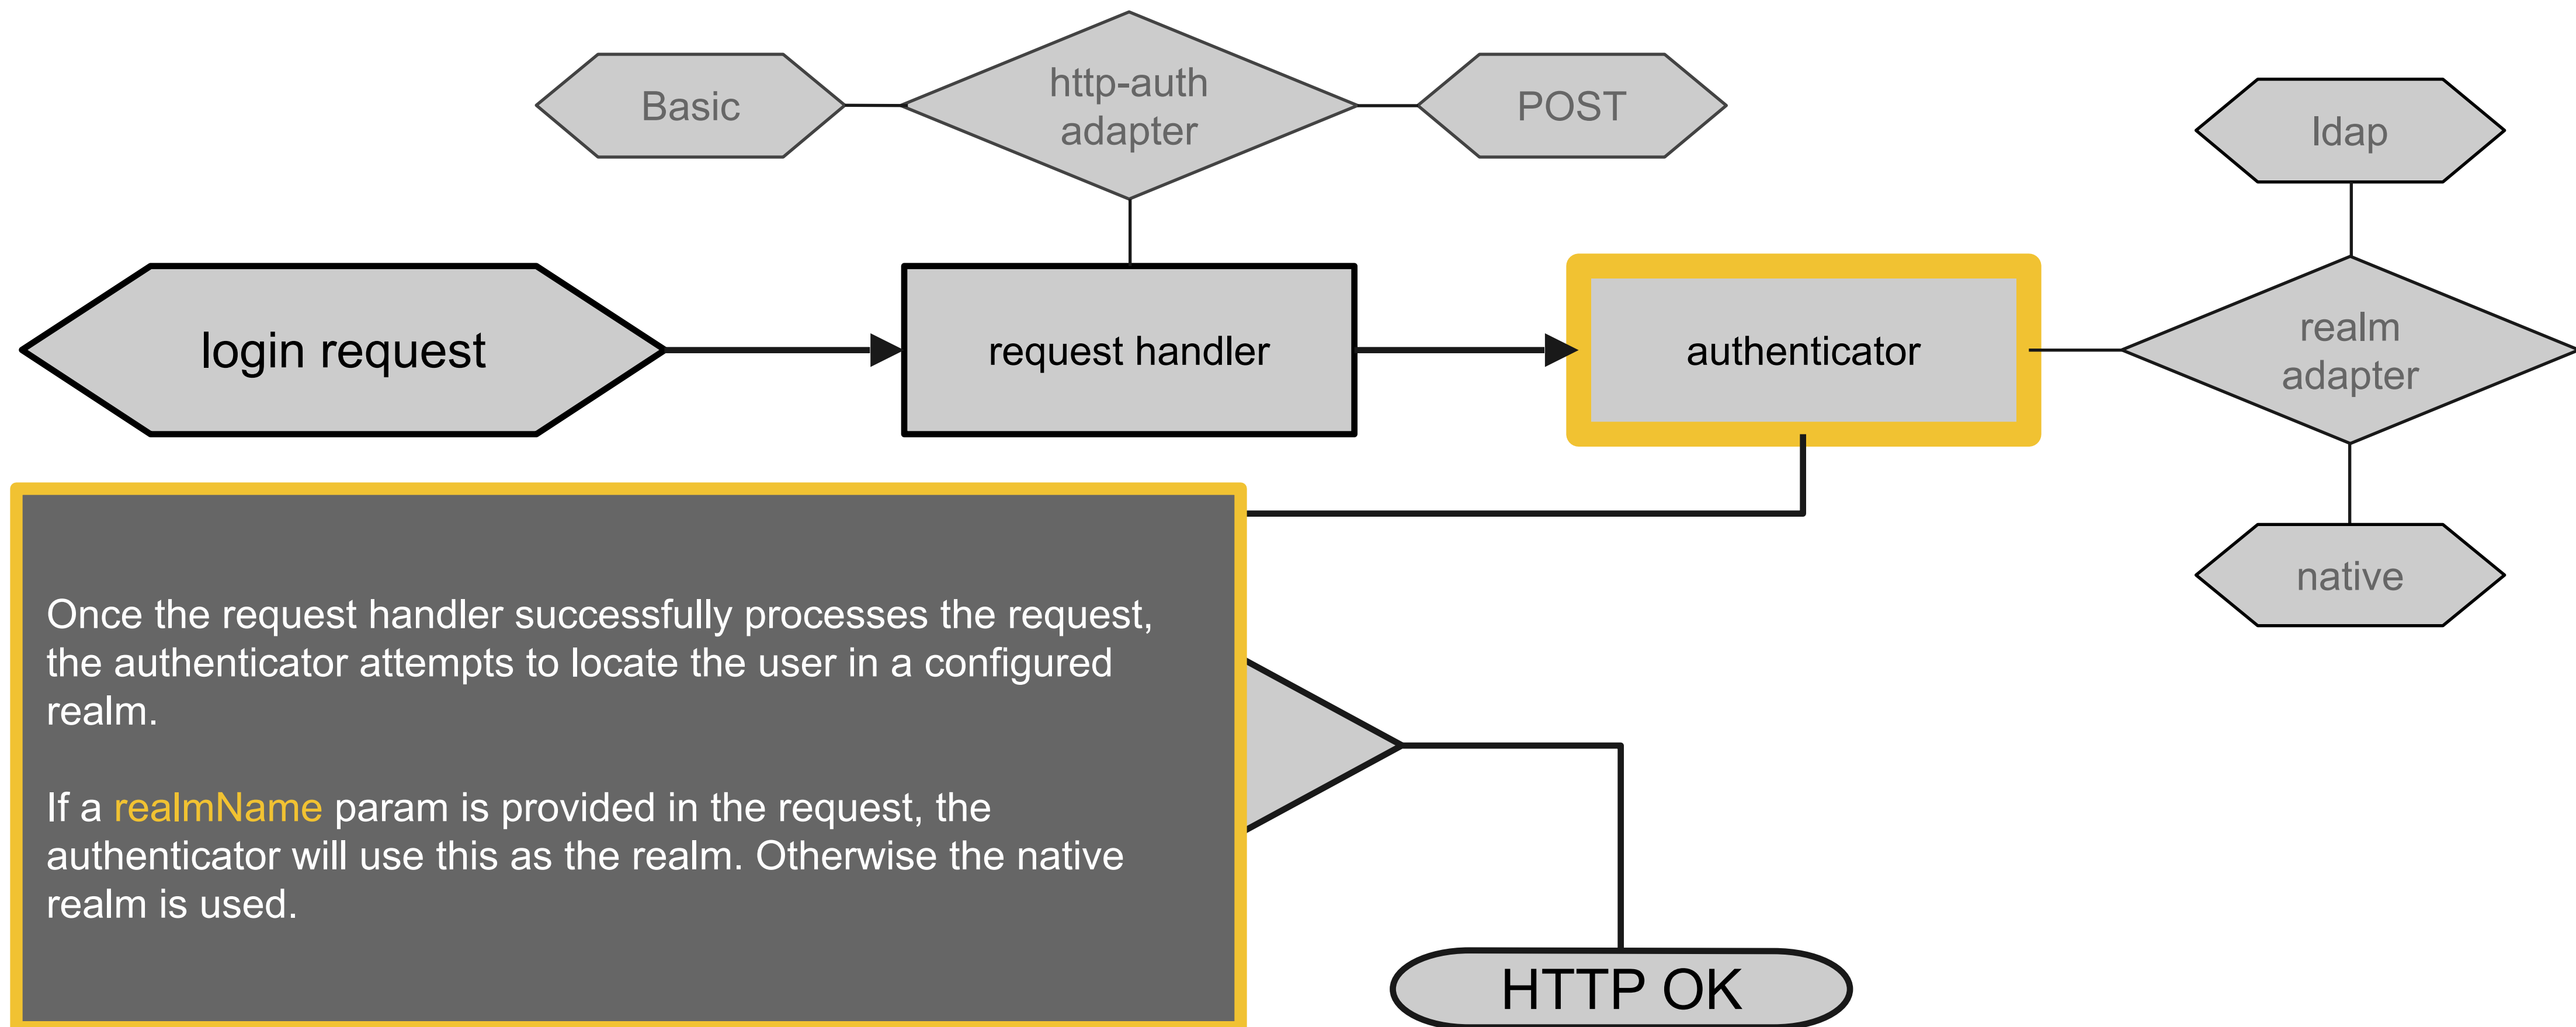 http-auth
adapter
Basic
POST
ldap
login request
request handler
authenticator
realm
adapter
native
Once the request handler successfully processes the request,
the authenticator attempts to locate the user in a configured
realm.
If a realmName param is provided in the request, the
authenticator will use this as the realm. Otherwise the native
realm is used.
HTTP OK